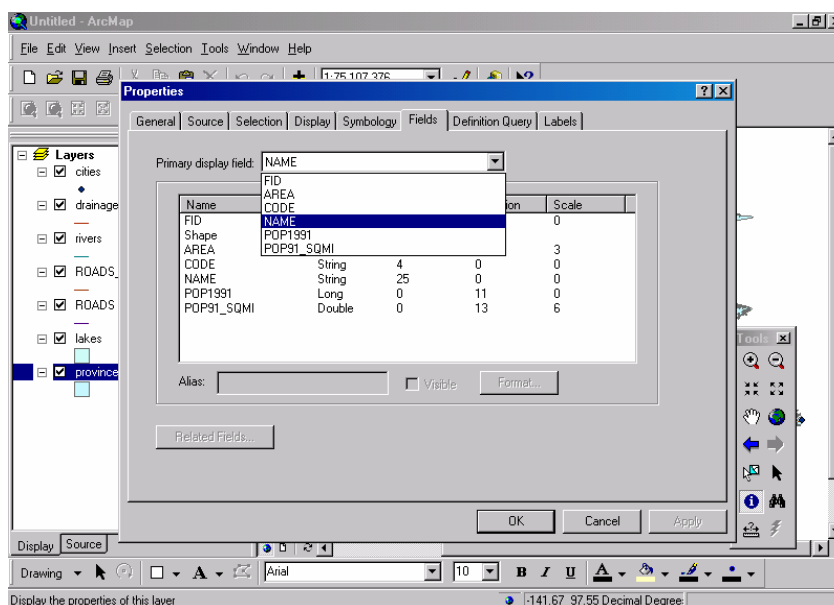 Untitled - ArcMap
File Edit View Insert Selection Tools Window Help
1:75,107,376
Properties
General Source Selection Display Symbology Fields Definition Query Labels
Primary display field: NAME
FID
AREA
CODE
NAME
POP1991
POP91_SQMI
Name ion Scale
FID 0
Shape
AREA 3
CODE String 4 0 0
NAME String 25 0 0
POP1991 Long 0 11 0
POP91_SQMI Double 0 13 6
Alias: Visible Format...
Related Fields...
OK Cancel Apply
Layers
cities
drainage
rivers
ROADS_
ROADS
lakes
province
Tools
Display Source
Drawing A Arial 10 B I U A
Display the properties of this layer -141.67 97.55 Decimal Degree